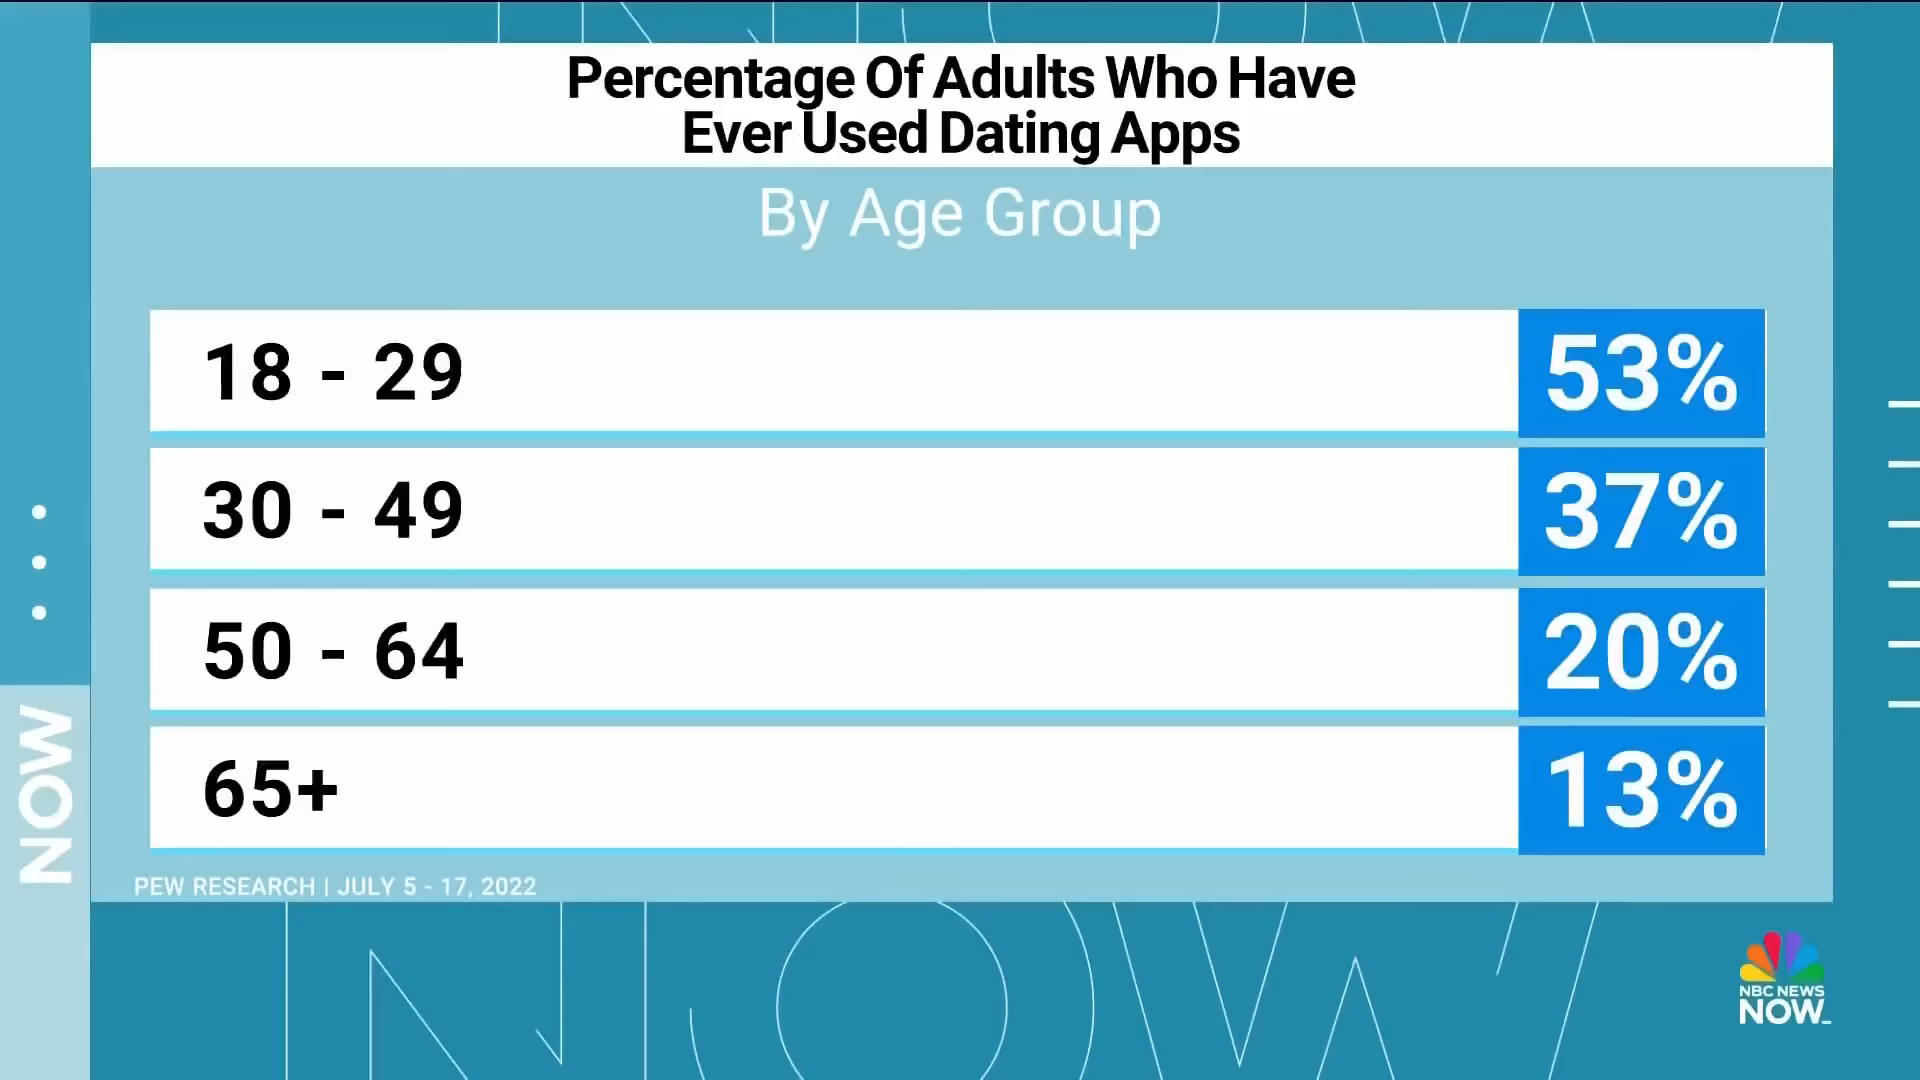 Percentage Of Adults Who Have
Ever Used Dating Apps
By Age Group
18 - 29 53%
30 - 49 37%
50 - 64 20%
65+ 13%
PEW RESEARCH | JULY 5 - 17, 2022
NOW
NOW
NBC NEWS
NOW_